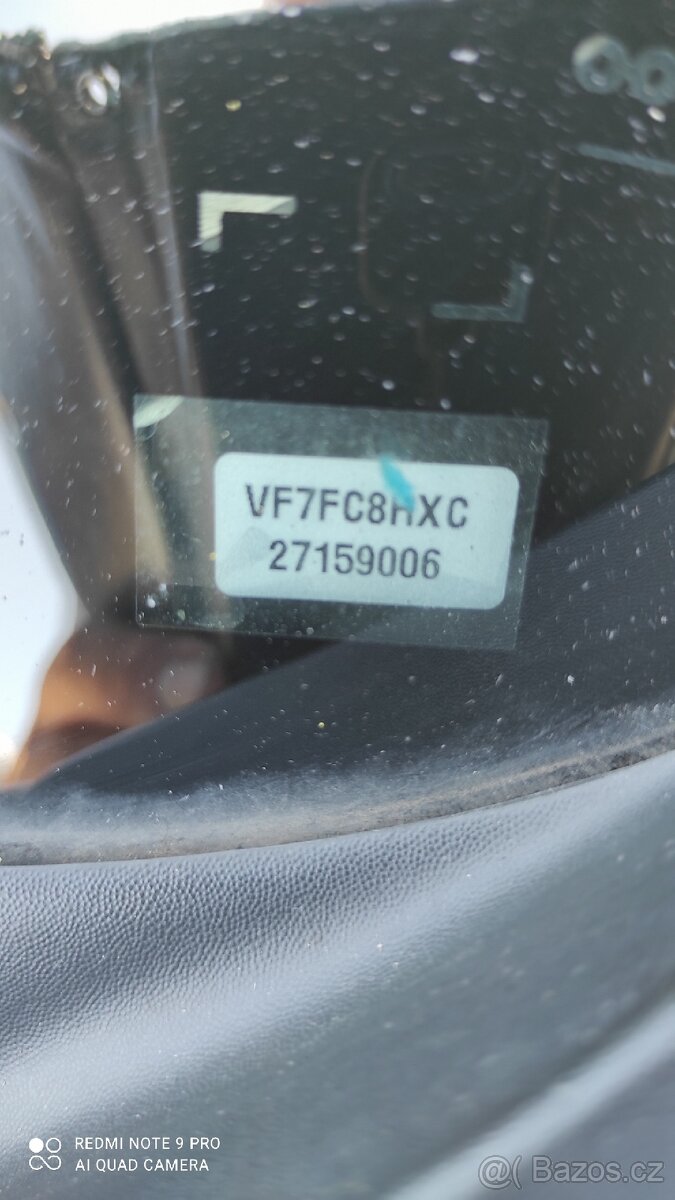 VF7FC8HXC
27159006
REDMI NOTE 9 PRO
AI QUAD CAMERA
@( Bazos.cz